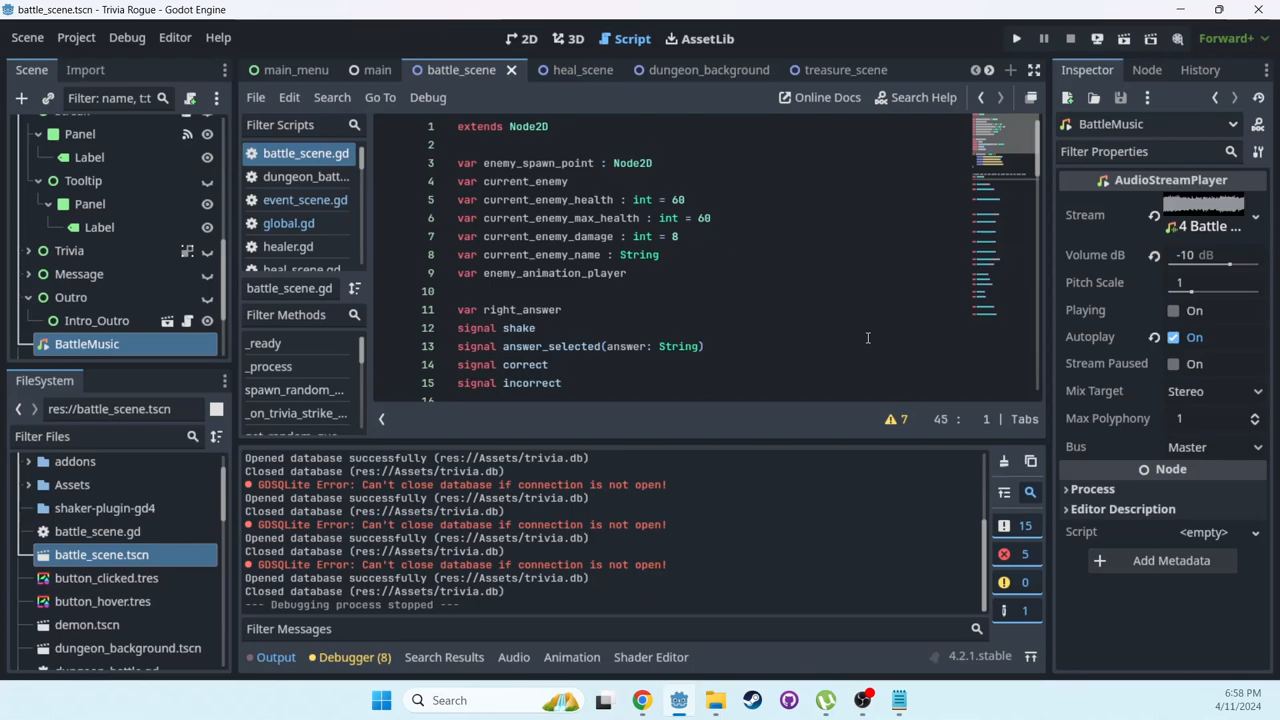 battle_scene.tscn - Trivia Rogue - Godot Engine
Scene Project Debug Editor Help
2D 3D Script AssetLib
Forward+
Scene Import
main_menu main battle_scene heal_scene dungeon_background treasure_scene
Inspector Node History
Filter: name, t:t
File Edit Search Go To Debug
Online Docs Search Help
BattleMusic
Filter Properties
Panel
Label
Tooltip
Panel
Label
Trivia
Message
Outro
Intro_Outro
BattleMusic
FileSystem
res://battle_scene.tscn
Filter Files
addons
Assets
shaker-plugin-gd4
battle_scene.gd
battle_scene.tscn
button_clicked.tres
button_hover.tres
demon.tscn
dungeon_background.tscn
Filter Scripts
battle_scene.gd
dungeon_batt...
event_scene.gd
global.gd
healer.gd
heal_scene.gd
battle_scene.gd
Filter Methods
_ready
_process
spawn_random_...
_on_trivia_strike_...
1 extends Node2D
2
3 var enemy_spawn_point : Node2D
4 var current_enemy
5 var current_enemy_health : int = 60
6 var current_enemy_max_health : int = 60
7 var current_enemy_damage : int = 8
8 var current_enemy_name : String
9 var enemy_animation_player
10
11 var right_answer
12 signal shake
13 signal answer_selected(answer: String)
14 signal correct
15 signal incorrect
16
7 45 : 1 | Tabs
Opened database successfully (res://Assets/trivia.db)
Closed database (res://Assets/trivia.db)
GDSQLite Error: Can't close database if connection is not open!
Opened database successfully (res://Assets/trivia.db)
Closed database (res://Assets/trivia.db)
GDSQLite Error: Can't close database if connection is not open!
Opened database successfully (res://Assets/trivia.db)
Closed database (res://Assets/trivia.db)
GDSQLite Error: Can't close database if connection is not open!
Opened database successfully (res://Assets/trivia.db)
Closed database (res://Assets/trivia.db)
--- Debugging process stopped ---
15
5
0
1
Filter Messages
Output Debugger (8) Search Results Audio Animation Shader Editor
4.2.1.stable
AudioStreamPlayer
Stream
4 Battle ...
Volume dB -10 dB
Pitch Scale 1
Playing On
Autoplay On
Stream Paused On
Mix Target Stereo
Max Polyphony 1
Bus Master
Node
Process
Editor Description
Script <empty>
Add Metadata
Search
6:58 PM
4/11/2024